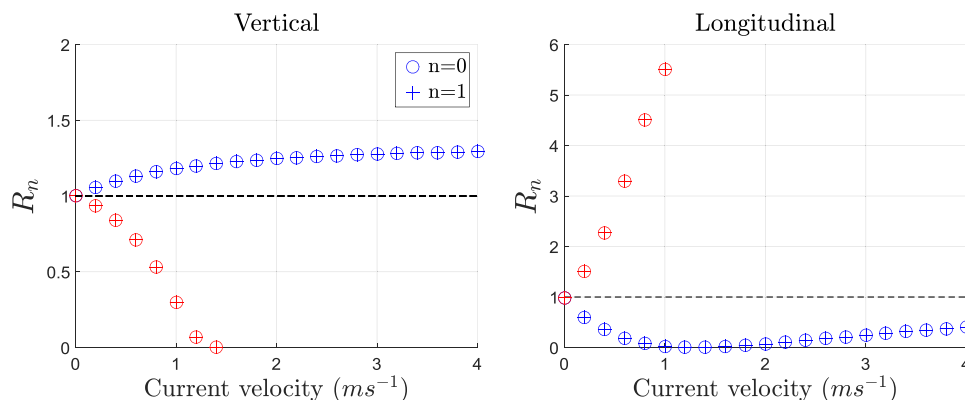 Vertical
2
1.5
1
0.5
0
R_n
n=0
n=1
0 1 2 3 4
Current velocity (ms^{-1})
Longitudinal
6
5
4
3
2
1
0
R_n
0 1 2 3 4
Current velocity (ms^{-1})